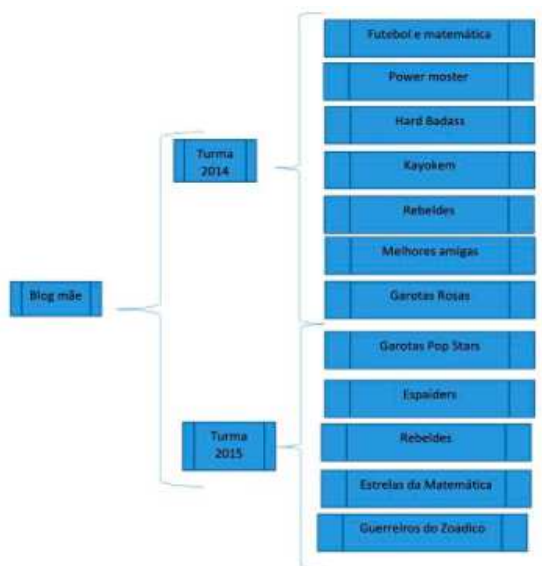 Futebol e matemática
Power moster
Hard Badass
Turma
2014
Kayokem
Rebeldes
Melhores amigas
Blog mãe
Garotas Rosas
Garotas Pop Stars
Espaiders
Turma
2015
Rebeldes
Estrelas da Matemática
Guerreiros do Zoadico